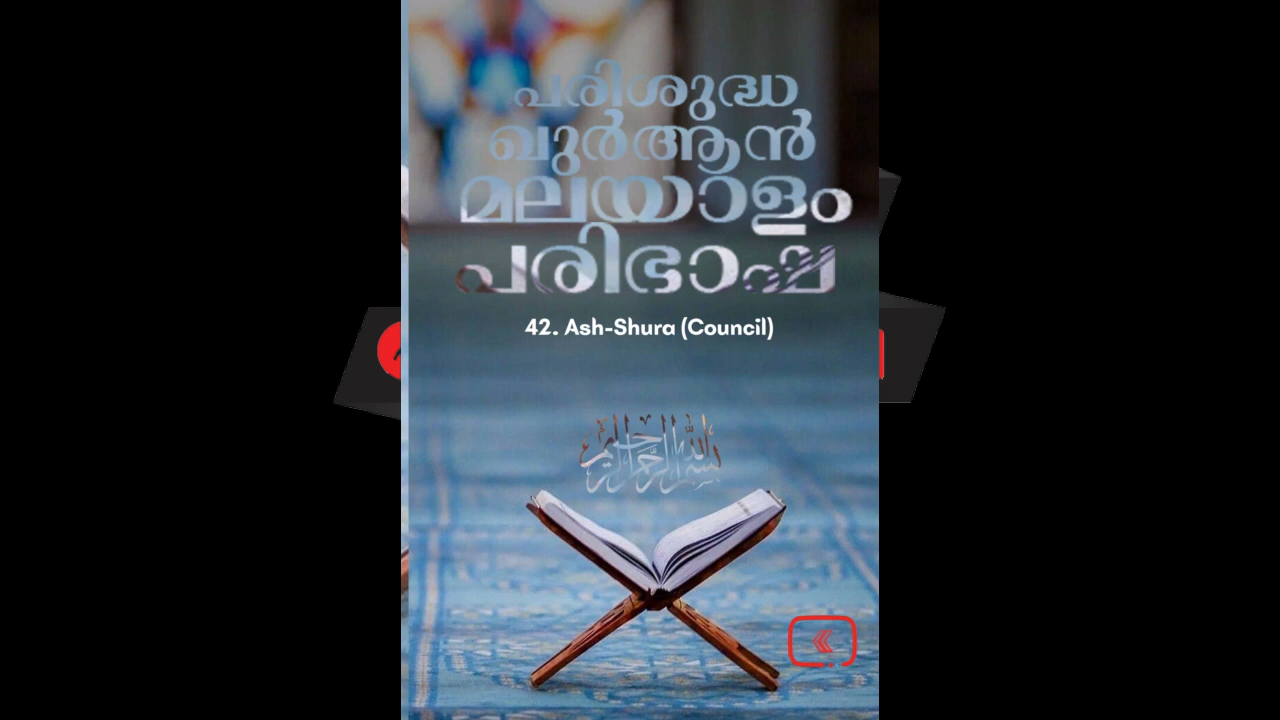 പരിശുദ്ധ
ഖുർആൻ
മലയാളം
പരിഭാഷ
42. Ash-Shura (Council)
بسم الله الرحمن الرحيم